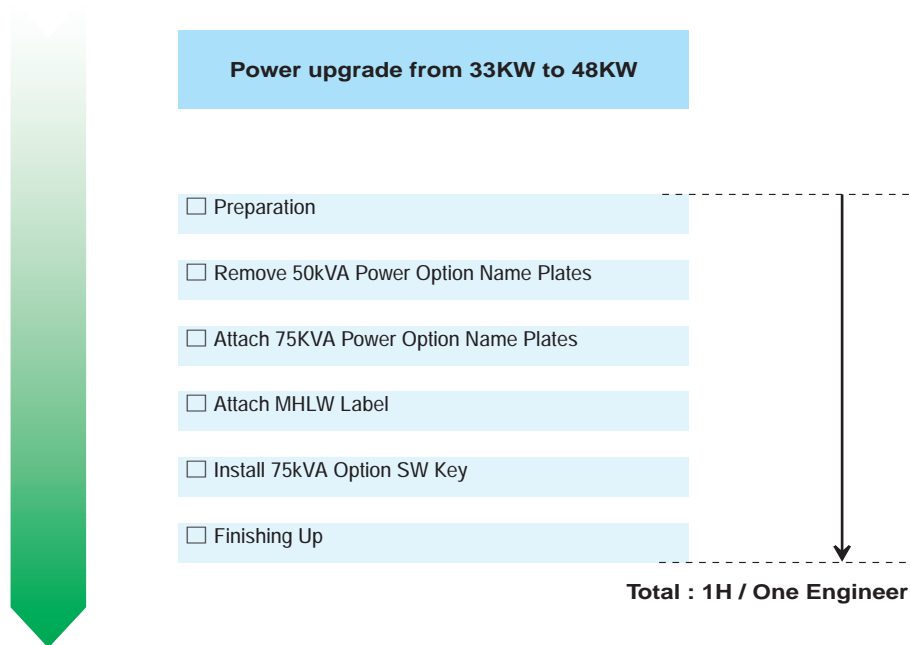 Power upgrade from 33KW to 48KW
Preparation
Remove 50kVA Power Option Name Plates
Attach 75KVA Power Option Name Plates
Attach MHLW Label
Install 75kVA Option SW Key
Finishing Up
Total : 1H / One Engineer